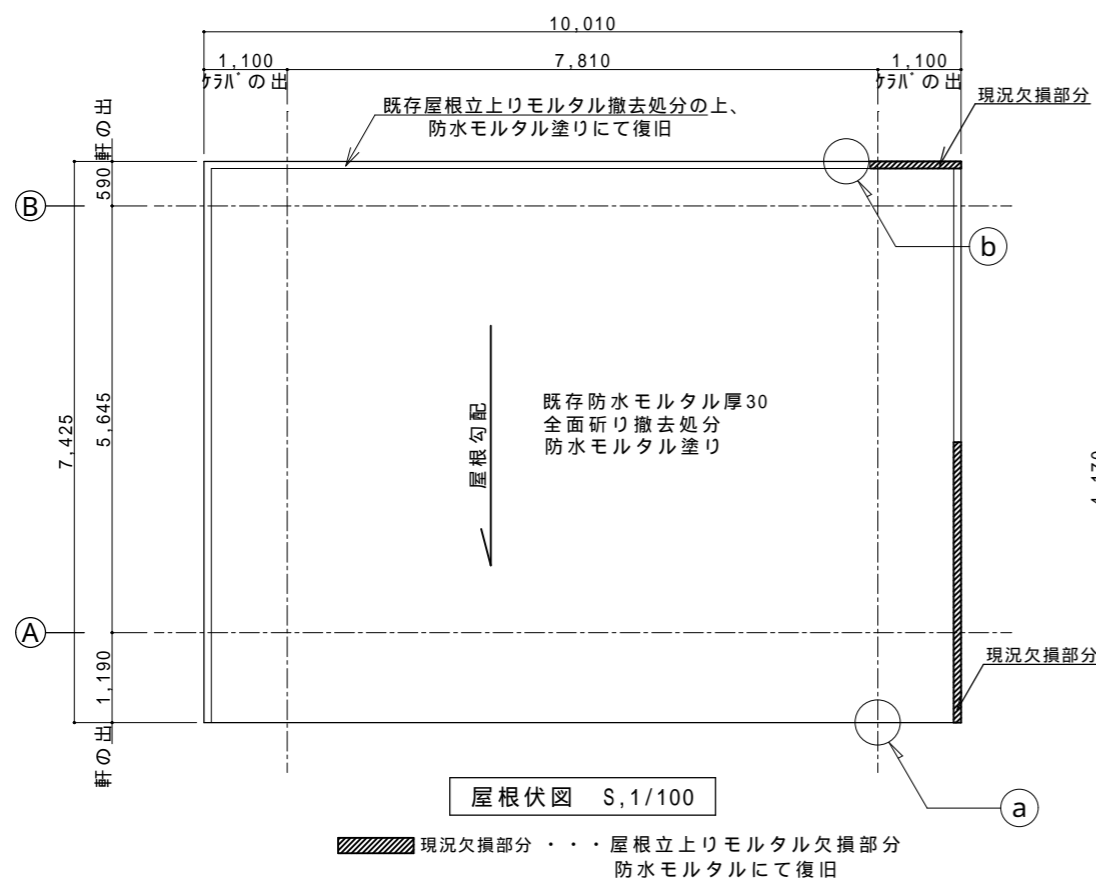 10,010
1,100
7,810
1,100
ｹﾗﾊﾞの出
ｹﾗﾊﾞの出
既存屋根立上りモルタル撤去処分の上、
防水モルタル塗りにて復旧
現況欠損部分
軒の出
590
B
b
5,645
7,425
屋根勾配
既存防水モルタル厚30
全面斫り撤去処分
防水モルタル塗り
A
1,190
軒の出
現況欠損部分
a
屋根伏図 S,1/100
現況欠損部分 ・・・屋根立上りモルタル欠損部分
防水モルタルにて復旧